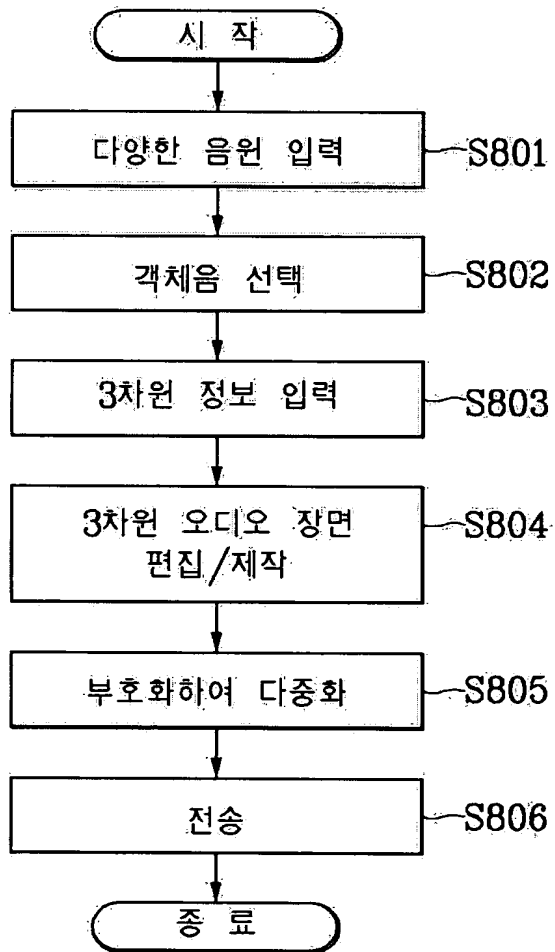 시 작
다양한 음원 입력 S801
객체음 선택 S802
3차원 정보 입력 S803
3차원 오디오 장면 S804
편집/제작
부호화하여 다중화 S805
전송 S806
종 료